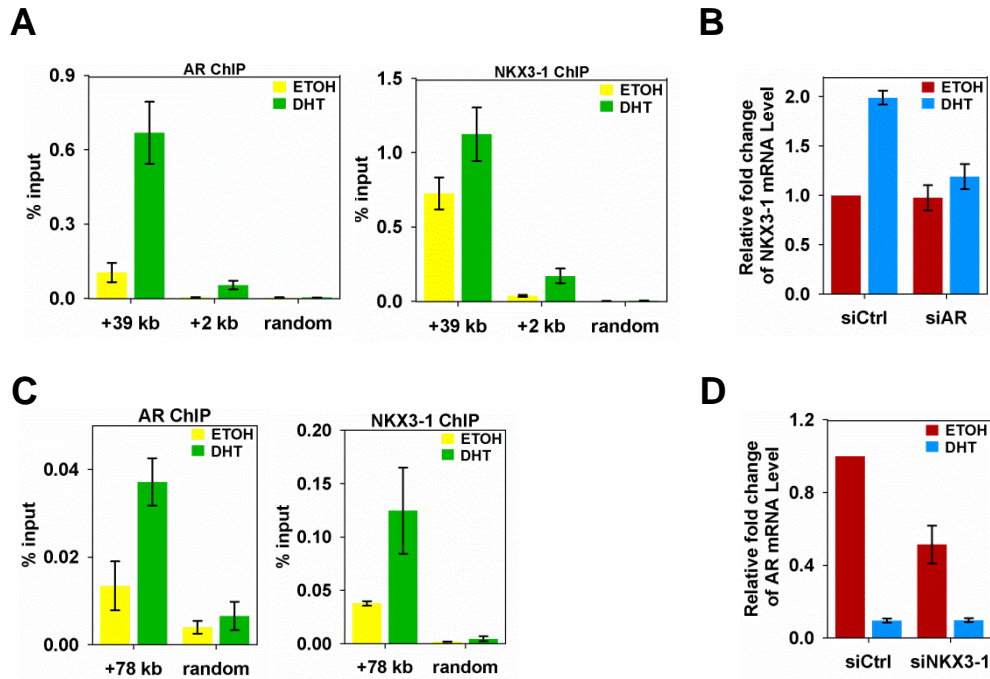 A
AR ChIP
ETOH
DHT
% input
0.9
0.6
0.3
0.0
+39 kb +2 kb random
NKX3-1 ChIP
ETOH
DHT
% input
1.5
1.0
0.5
0.0
+39 kb +2 kb random
B
ETOH
DHT
Relative fold change
of NKX3-1 mRNA Level
2.0
1.5
1.0
0.5
0.0
siCtrl siAR
C
AR ChIP
ETOH
DHT
% input
0.04
0.02
0.00
+78 kb random
NKX3-1 ChIP
ETOH
DHT
% input
0.20
0.15
0.10
0.05
0.00
+78 kb random
D
ETOH
DHT
Relative fold change
of AR mRNA Level
1.2
0.8
0.4
0.0
siCtrl siNKX3-1